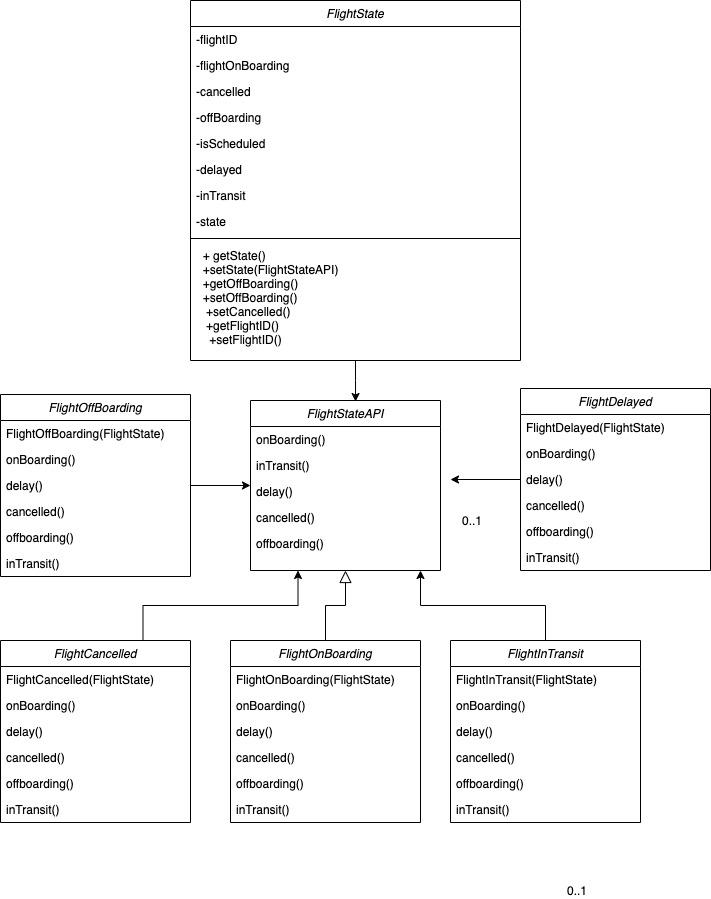 FlightState
-flightID
-flightOnBoarding
-cancelled
-offBoarding
-isScheduled
-delayed
-inTransit
-state
+ getState()
+setState(FlightStateAPI)
+getOffBoarding()
+setOffBoarding()
+setCancelled()
+getFlightID()
+setFlightID()
FlightOffBoarding
FlightOffBoarding(FlightState)
onBoarding()
delay()
cancelled()
offboarding()
inTransit()
FlightStateAPI
onBoarding()
inTransit()
delay()
cancelled()
offboarding()
FlightDelayed
FlightDelayed(FlightState)
onBoarding()
delay()
cancelled()
offboarding()
inTransit()
0..1
FlightCancelled
FlightCancelled(FlightState)
onBoarding()
delay()
cancelled()
offboarding()
inTransit()
FlightOnBoarding
FlightOnBoarding(FlightState)
onBoarding()
delay()
cancelled()
offboarding()
inTransit()
FlightInTransit
FlightInTransit(FlightState)
onBoarding()
delay()
cancelled()
offboarding()
inTransit()
0..1